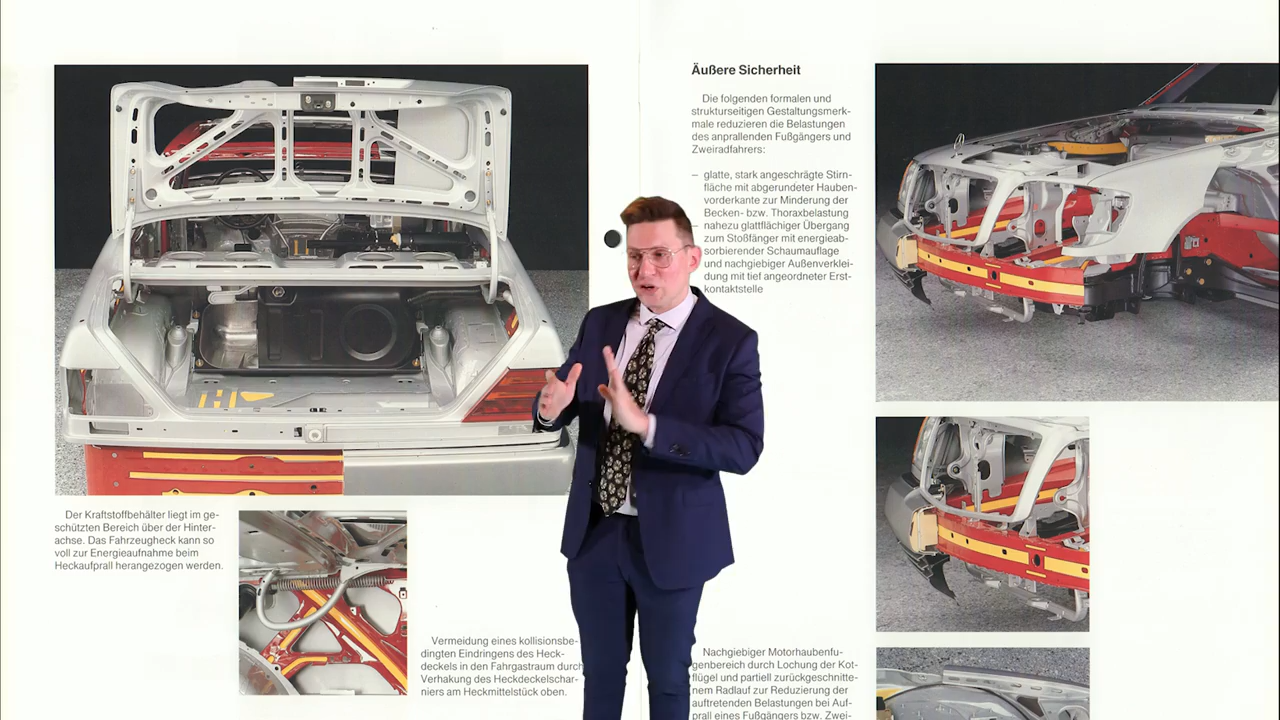 Der Kraftstoffbehälter liegt im ge-
schützten Bereich über der Hinter-
achse. Das Fahrzeugheck kann so
voll zur Energieaufnahme beim
Heckaufprall herangezogen werden.
Vermeidung eines kollisionsbe-
dingten Eindringens des Heck-
deckels in den Fahrgastraum durch
Verhakung des Heckdeckelschar-
niers am Heckmittelstück oben.
Äußere Sicherheit
Die folgenden formalen und
strukturseitigen Gestaltungsmerk-
male reduzieren die Belastungen
des anprallenden Fußgängers und
Zweiradfahrers:
– glatte, stark angeschrägte Stirn-
fläche mit abgerundeter Hauben-
vorderkante zur Minderung der
Becken- bzw. Thoraxbelastung
– nahezu glattflächiger Übergang
zum Stoßfänger mit energieab-
sorbierender Schaumauflage
und nachgiebiger Außenverklei-
dung mit tief angeordneter Erst-
kontaktstelle
Nachgiebiger Motorhaubenfu-
genbereich durch Lochung der Kot-
flügel und partiell zurückgeschnitte-
nem Radlauf zur Reduzierung der
auftretenden Belastungen bei Auf-
prall eines Fußgängers bzw. Zwei-